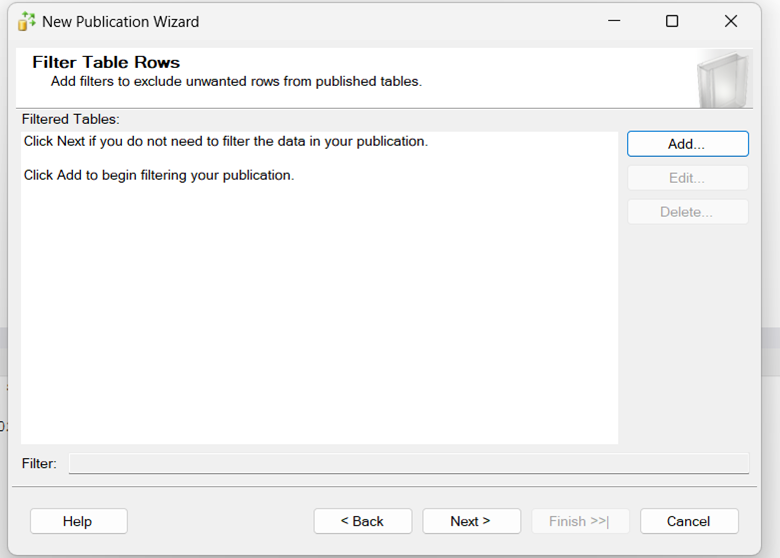 New Publication Wizard
Filter Table Rows
Add filters to exclude unwanted rows from published tables.
Filtered Tables:
Click Next if you do not need to filter the data in your publication.
Click Add to begin filtering your publication.
Add...
Edit...
Delete...
Filter:
Help
< Back
Next >
Finish >>|
Cancel